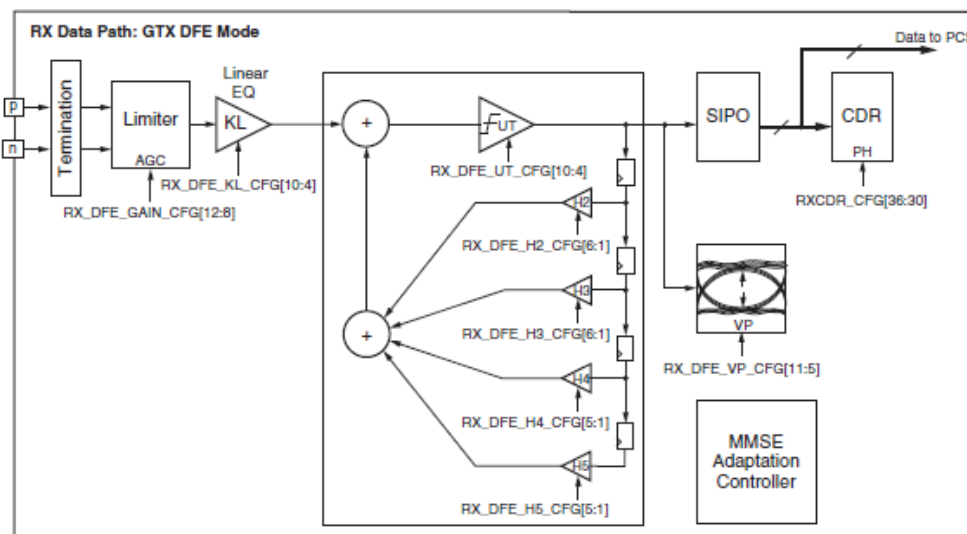 RX Data Path: GTX DFE Mode
Data to PCS
p
n
Termination
Limiter
AGC
RX_DFE_GAIN_CFG[12:8]
Linear
EQ
KL
RX_DFE_KL_CFG[10:4]
+
UT
RX_DFE_UT_CFG[10:4]
SIPO
CDR
PH
RXCDR_CFG[36:30]
H2
RX_DFE_H2_CFG[6:1]
H3
RX_DFE_H3_CFG[6:1]
+
H4
RX_DFE_H4_CFG[5:1]
H5
RX_DFE_H5_CFG[5:1]
VP
RX_DFE_VP_CFG[11:5]
MMSE
Adaptation
Controller